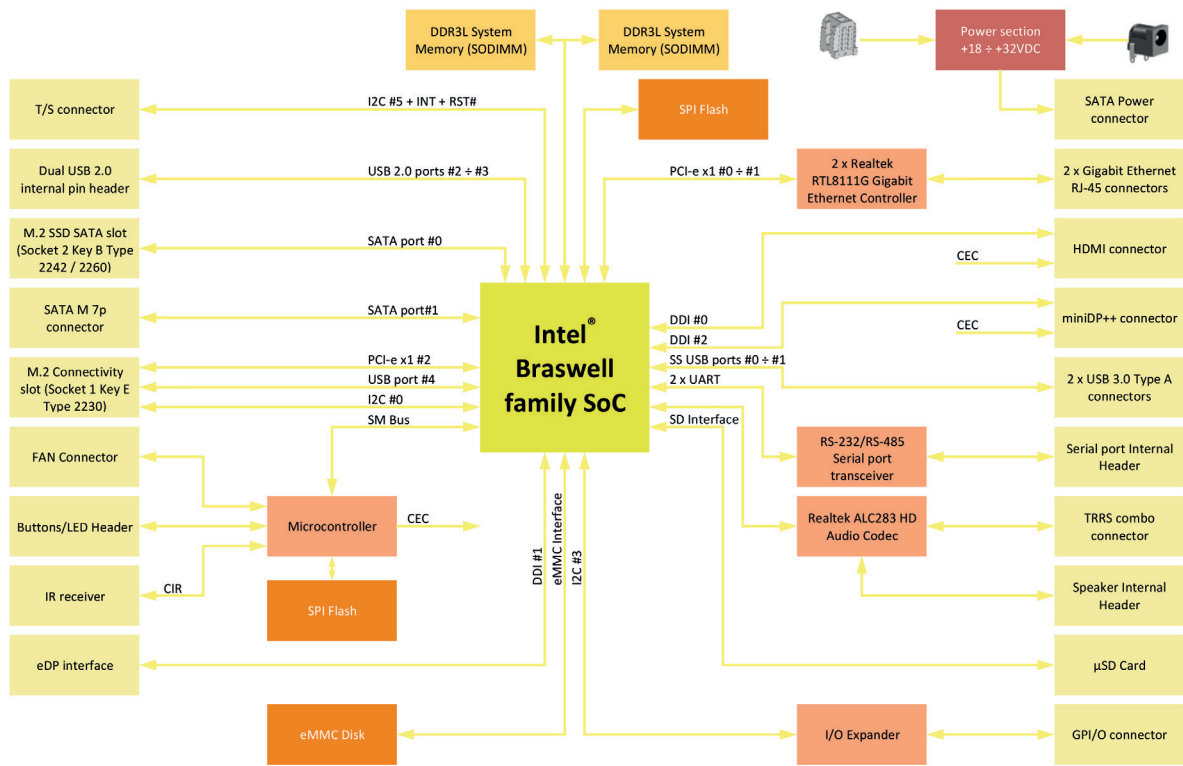 DDR3L System
Memory (SODIMM)
DDR3L System
Memory (SODIMM)
Power section
+18 ÷ +32VDC
T/S connector
I2C #5 + INT + RST#
SPI Flash
SATA Power
connector
Dual USB 2.0
internal pin header
USB 2.0 ports #2 ÷ #3
PCI-e x1 #0 ÷ #1
2 x Realtek
RTL8111G Gigabit
Ethernet Controller
2 x Gigabit Ethernet
RJ-45 connectors
M.2 SSD SATA slot
(Socket 2 Key B Type
2242 / 2260)
SATA port #0
CEC
HDMI connector
SATA M 7p
connector
SATA port#1
Intel®
Braswell
family SoC
DDI #0
DDI #2
CEC
miniDP++ connector
M.2 Connectivity
slot (Socket 1 Key E
Type 2230)
PCI-e x1 #2
USB port #4
I2C #0
SM Bus
SS USB ports #0 ÷ #1
2 x UART
SD Interface
2 x USB 3.0 Type A
connectors
FAN Connector
RS-232/RS-485
Serial port
transceiver
Serial port Internal
Header
Buttons/LED Header
Microcontroller
CEC
DDI #1
eMMC Interface
I2C #3
Realtek ALC283 HD
Audio Codec
TRRS combo
connector
IR receiver
CIR
SPI Flash
Speaker Internal
Header
eDP interface
µSD Card
eMMC Disk
I/O Expander
GPI/O connector